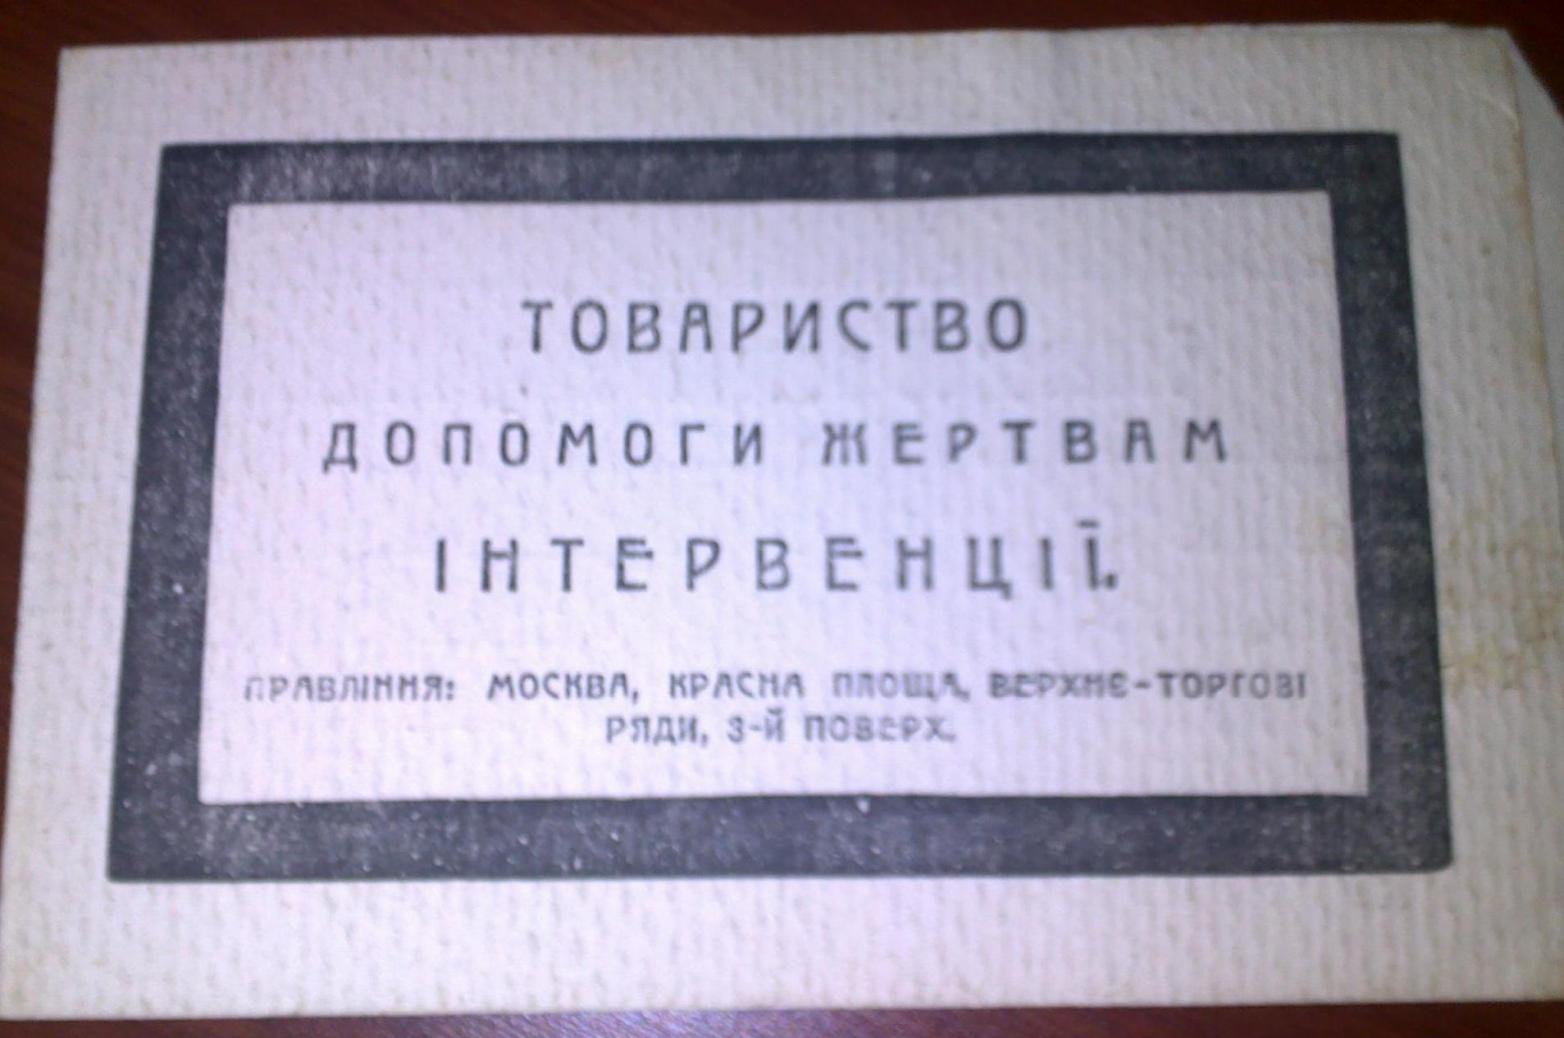 ТОВАРИСТВО
ДОПОМОГИ ЖЕРТВАМ
ІНТЕРВЕНЦІЇ.
ПРАВЛІННЯ: МОСКВА, КРАСНА ПЛОЩА, ВЕРХНЄ-ТОРГОВІ
РЯДИ, 3-Й ПОВЕРХ.